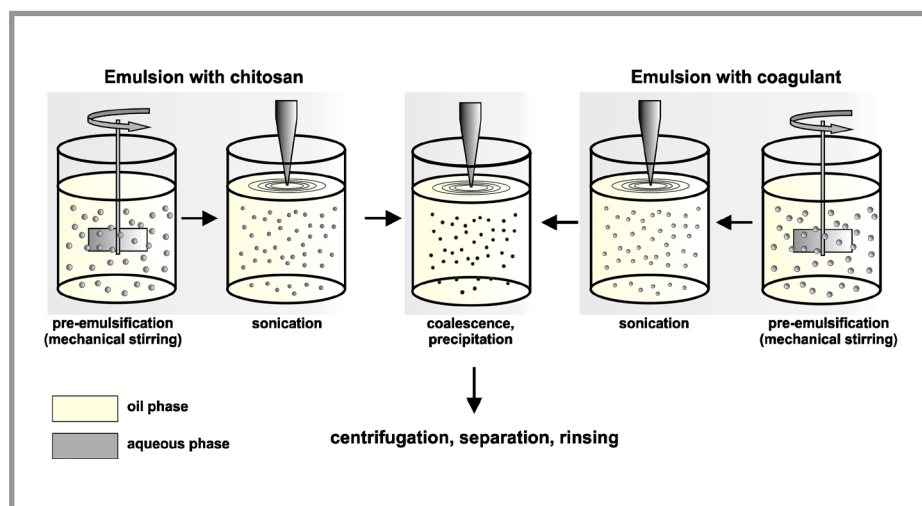 Emulsion with chitosan
Emulsion with coagulant
pre-emulsification
(mechanical stirring)
sonication
coalescence,
precipitation
sonication
pre-emulsification
(mechanical stirring)
oil phase
aqueous phase
centrifugation, separation, rinsing